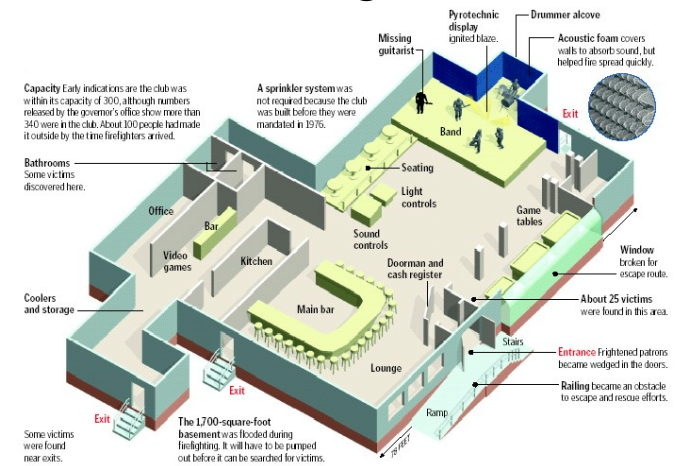 Pyrotechnic
display
ignited blaze.
Drummer alcove
Missing
guitarist
Acoustic foam covers
walls to absorb sound, but
helped fire spread quickly.
Capacity Early indications are the club was
within its capacity of 300, although numbers
released by the governor's office show more than
340 were in the club. About 100 people had made
it outside by the time firefighters arrived.
A sprinkler system was
not required because the club
was built before they were
mandated in 1976.
Exit
Band
Bathrooms
Some victims
discovered here.
Seating
Light
controls
Office
Bar
Sound
controls
Game
tables
Video
games
Kitchen
Doorman and
cash register
Window
broken for
escape route.
Coolers
and storage
Main bar
About 25 victims
were found in this area.
Stairs
Entrance Frightened patrons
became wedged in the doors.
Lounge
Railing became an obstacle
to escape and rescue efforts.
Exit
Ramp
Exit
The 1,700-square-foot
basement was flooded during
firefighting. It will have to be pumped
out before it can be searched for victims.
Some victims
were found
near exits.
78 FEET